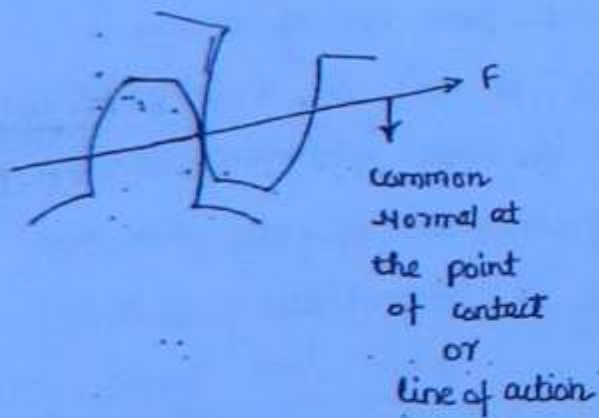 F
common
Normal at
the point
of contact
or
line of action